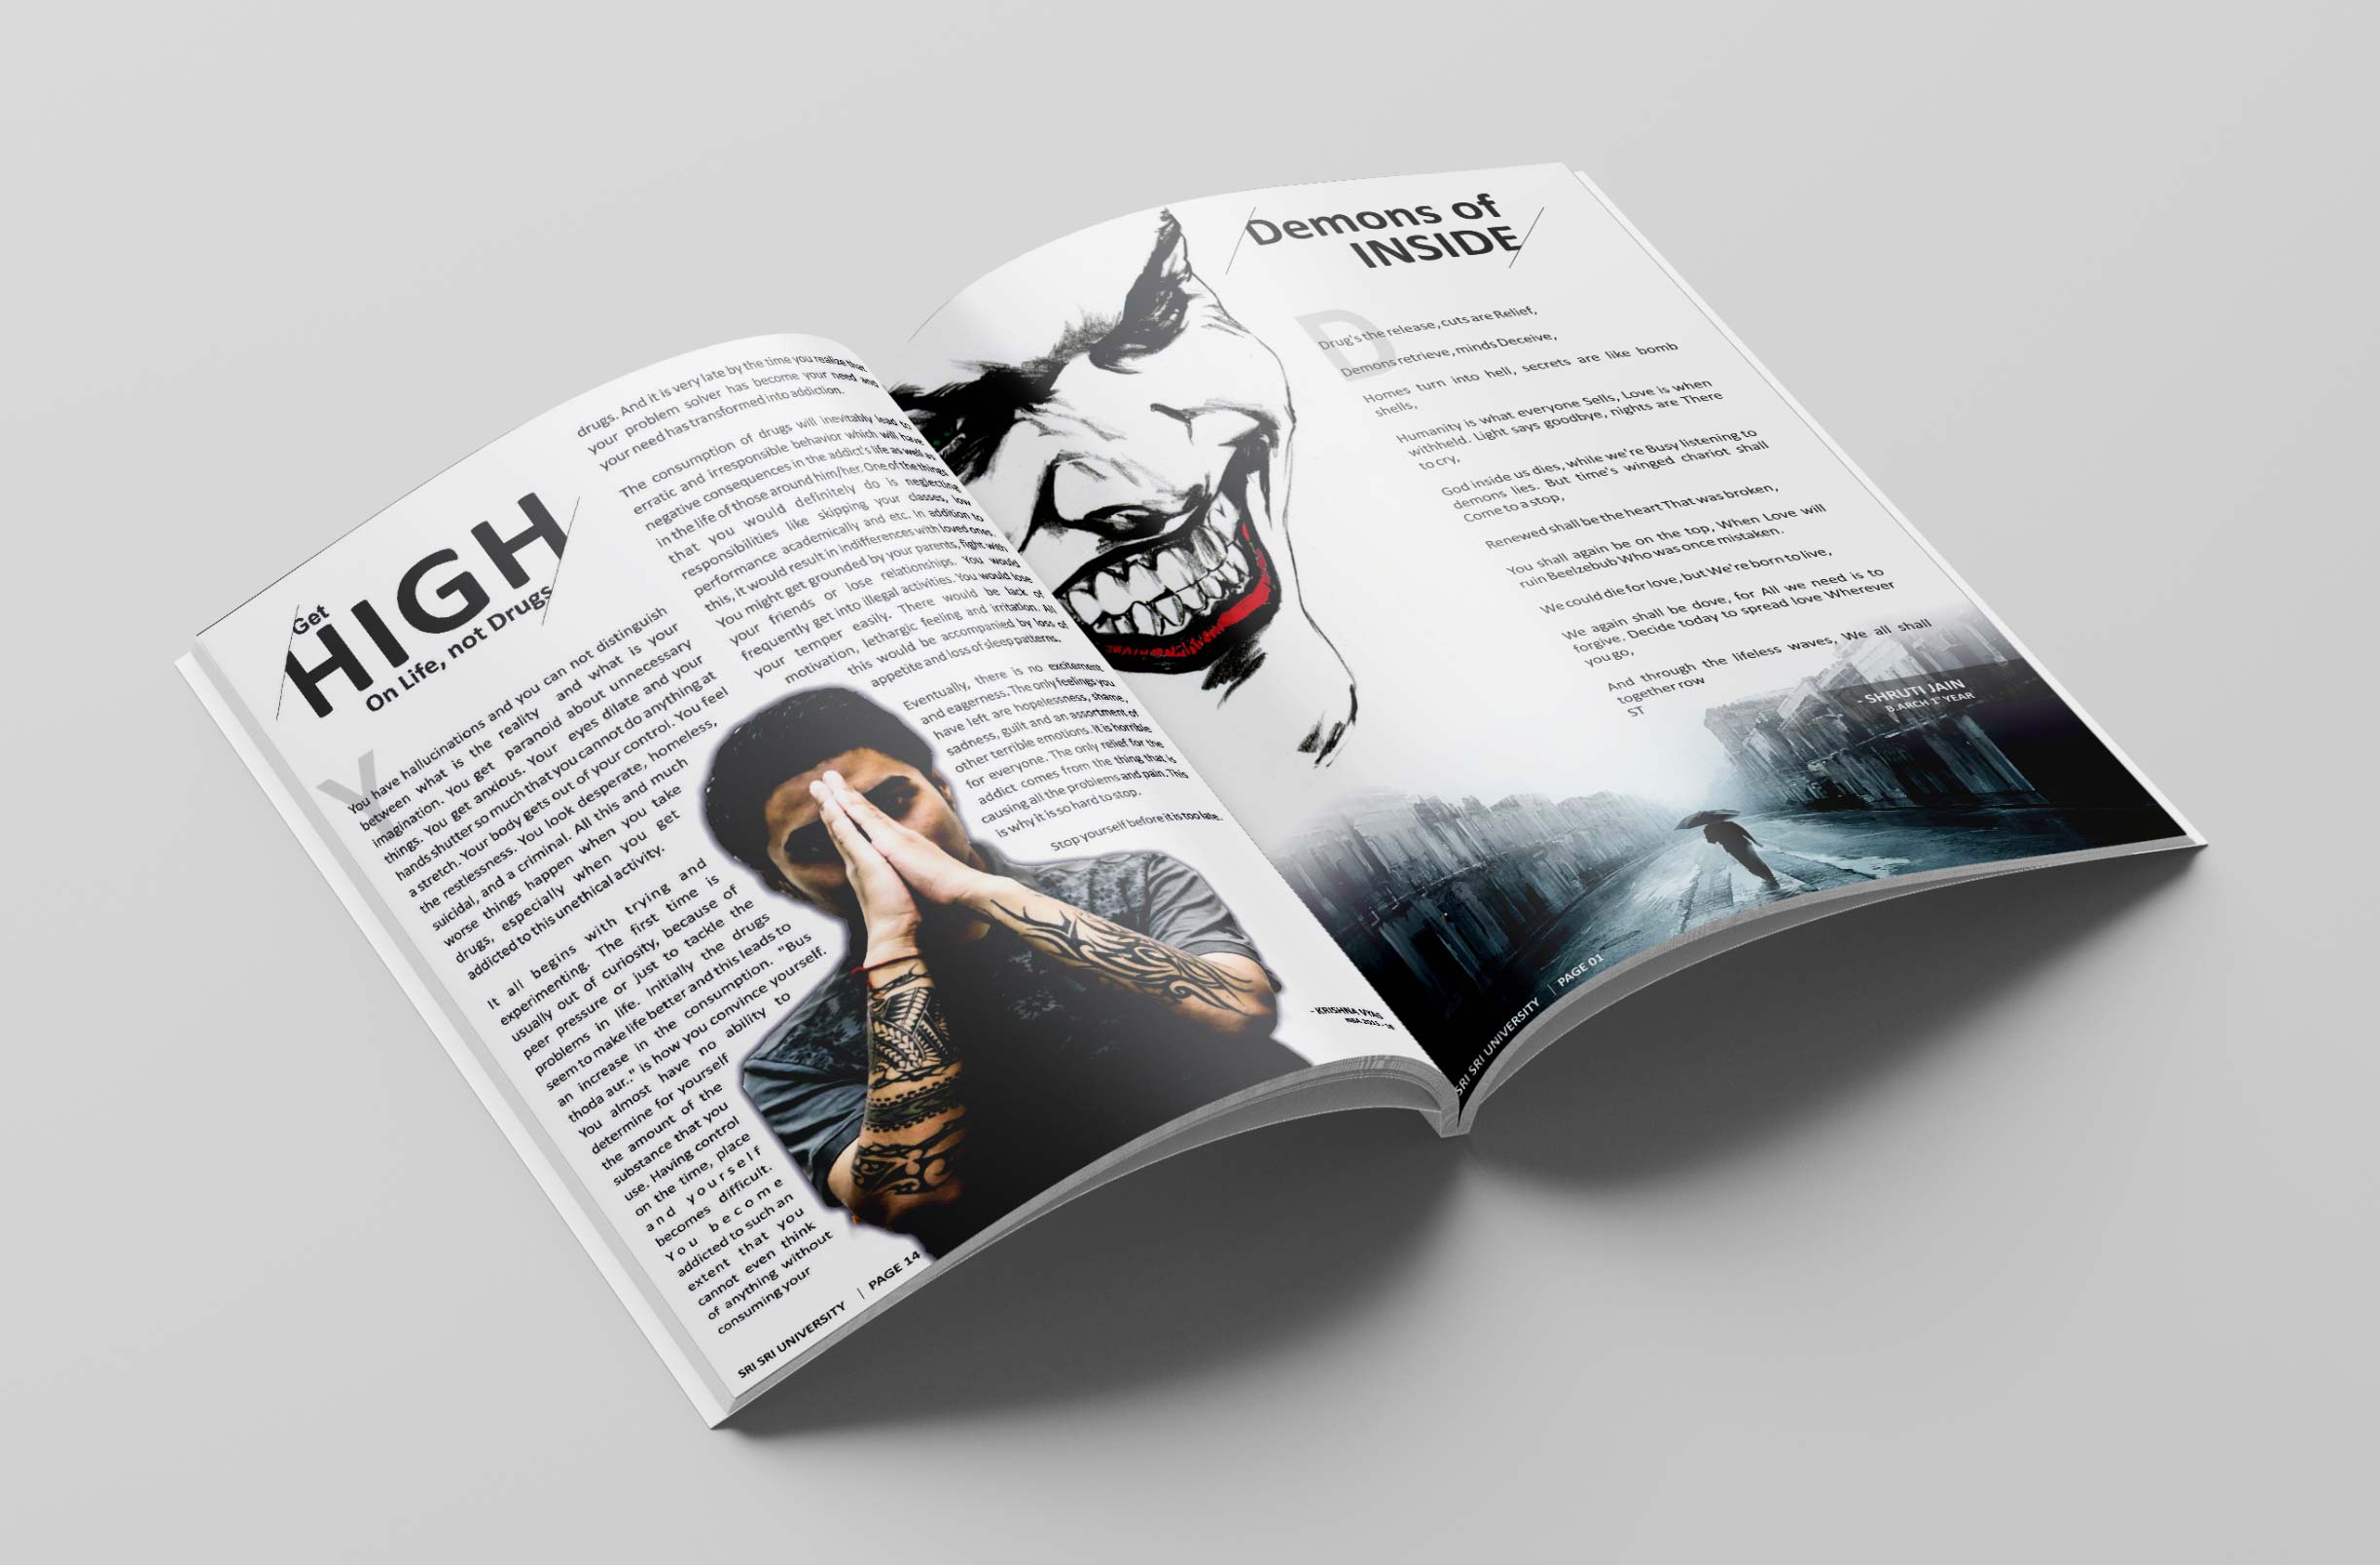 Get
HIGH
On Life, not Drugs
Y
You have hallucinations and you can not distinguish
between what is the reality and what is your
imagination. You get paranoid about unnecessary
things. You get anxious. Your eyes dilate and your
hands shutter so much that you cannot do anything at
a stretch. Your body gets out of your control. You feel
the restlessness. You look desperate, homeless,
suicidal, and a criminal. All this and much
worse things happen when you take
drugs, especially when you get
addicted to this unethical activity.
It all begins with trying and
experimenting. The first time is
usually out of curiosity, because of
peer pressure or just to tackle the
problems in life. Initially the drugs
seem to make life better and this leads to
an increase in the consumption. "Bus
thoda aur.." is how you convince yourself.
You almost have no ability to
determine for yourself
the amount of the
substance that you
use. Having control
on the time, place
and yourself
becomes difficult.
You become
addicted to such an
extent that you
cannot even think
of anything without
consuming your
drugs. And it is very late by the time you realize that
your problem solver has become your need and
your need has transformed into addiction.
The consumption of drugs will inevitably lead to
erratic and irresponsible behavior which will have
negative consequences in the addict's life as well as
in the life of those around him/her. One of the things
that you would definitely do is neglecting
responsibilities like skipping your classes, low
performance academically and etc. In addition to
this, it would result in indifferences with loved ones.
You might get grounded by your parents, fight with
your friends or lose relationships. You would
frequently get into illegal activities. You would lose
your temper easily. There would be lack of
motivation, lethargic feeling and irritation. All
this would be accompanied by loss of
appetite and loss of sleep patterns.
Eventually, there is no excitement
and eagerness. The only feelings you
have left are hopelessness, shame,
sadness, guilt and an assortment of
other terrible emotions. It is horrible
for everyone. The only relief for the
addict comes from the thing that is
causing all the problems and pain. This
is why it is so hard to stop.
Stop yourself before it is too late.
- KRISHNA VYAS
SRI SRI UNIVERSITY | PAGE 14
Demons of
INSIDE
D
Drug's the release, cuts are Relief,
Demons retrieve, minds Deceive,
Homes turn into hell, secrets are like bomb
shells,
Humanity is what everyone Sells, Love is when
withheld. Light says goodbye, nights are There
to cry,
God inside us dies, while we're Busy listening to
demons lies. But time's winged chariot shall
Come to a stop,
Renewed shall be the heart That was broken,
You shall again be on the top, When Love will
ruin Beelzebub Who was once mistaken.
We could die for love, but We're born to live,
We again shall be dove, for All we need is to
forgive. Decide today to spread love Wherever
you go,
And through the lifeless waves, We all shall
together row
ST
- SHRUTI JAIN
B.ARCH 1st YEAR
SRI SRI UNIVERSITY | PAGE 01